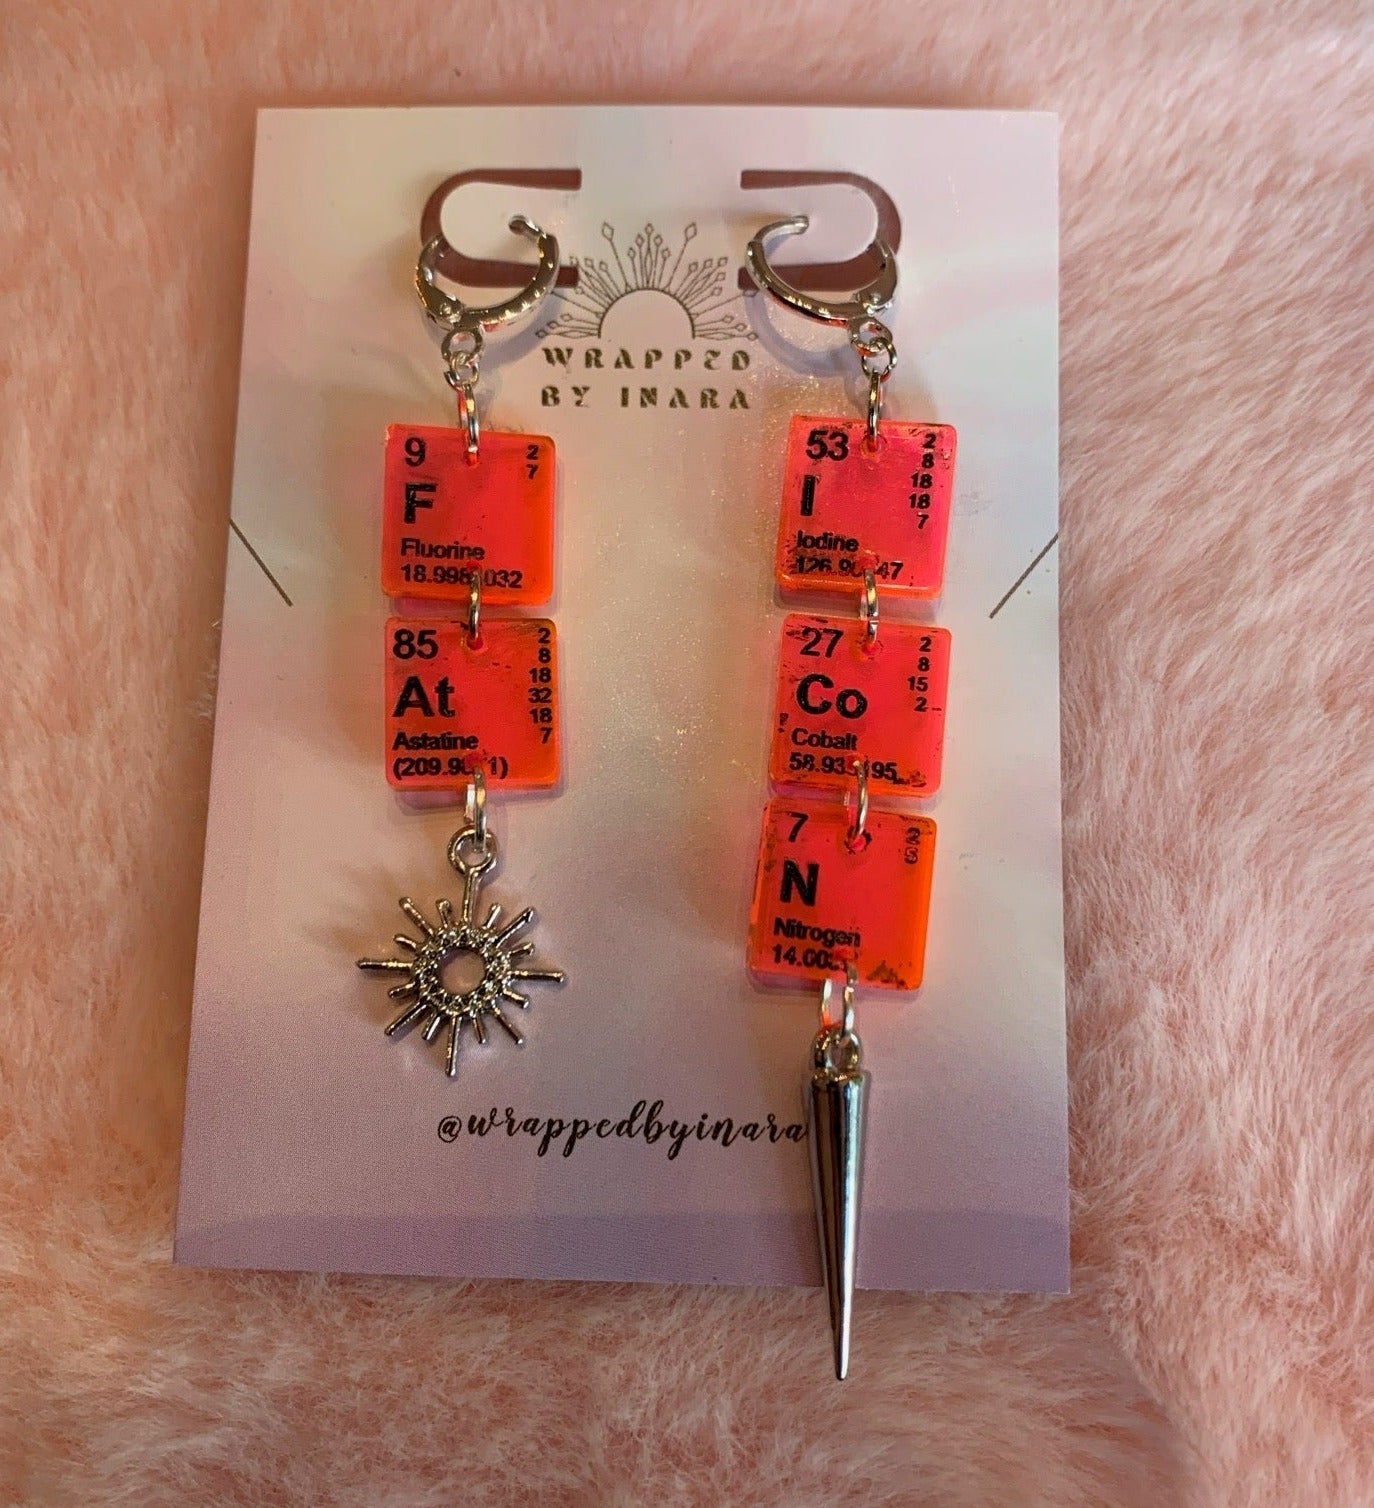 WRAPPED
BY INARA
9
2
7
F
Fluorine
85
2
8
18
32
18
7
At
Astatine
53
2
8
18
18
7
I
Iodine
27
2
8
15
2
Co
Cobalt
7
N
Nitrogen
@wrappedbyinara